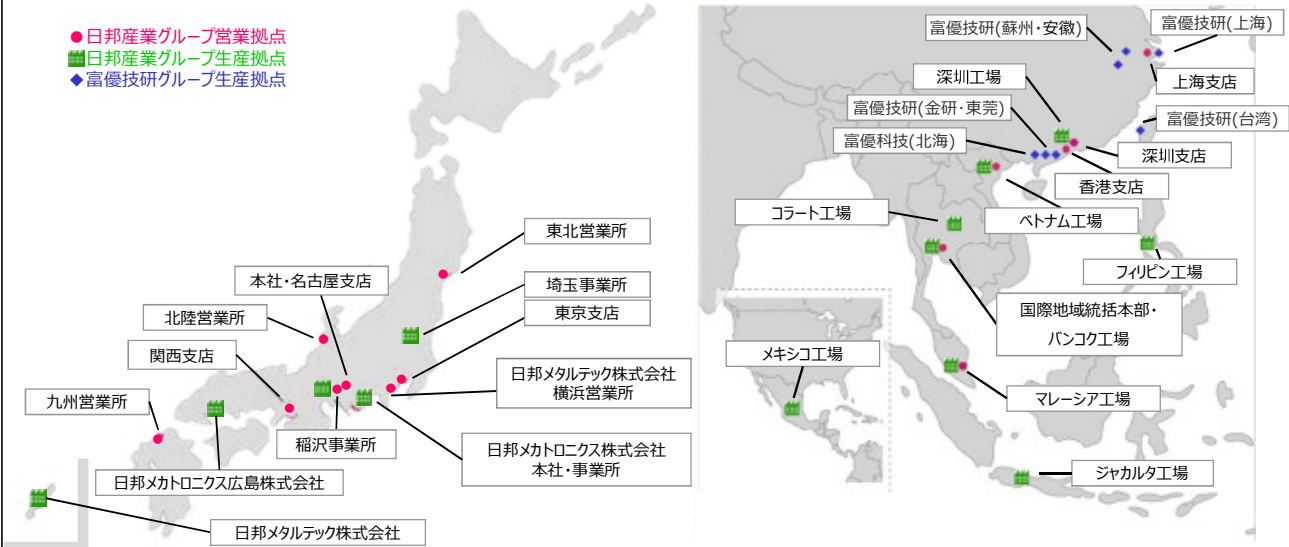 日邦産業グループ営業拠点
日邦産業グループ生産拠点
富優技研グループ生産拠点
東北営業所
本社・名古屋支店
埼玉事業所
北陸営業所
東京支店
関西支店
日邦メタルテック株式会社
横浜営業所
九州営業所
稲沢事業所
日邦メカトロニクス株式会社
本社・事業所
日邦メカトロニクス広島株式会社
日邦メタルテック株式会社
富優技研(蘇州・安徽)
富優技研(上海)
深圳工場
上海支店
富優技研(金研・東莞)
富優技研(台湾)
富優科技(北海)
深圳支店
香港支店
コラート工場
ベトナム工場
フィリピン工場
国際地域統括本部・
バンコク工場
メキシコ工場
マレーシア工場
ジャカルタ工場